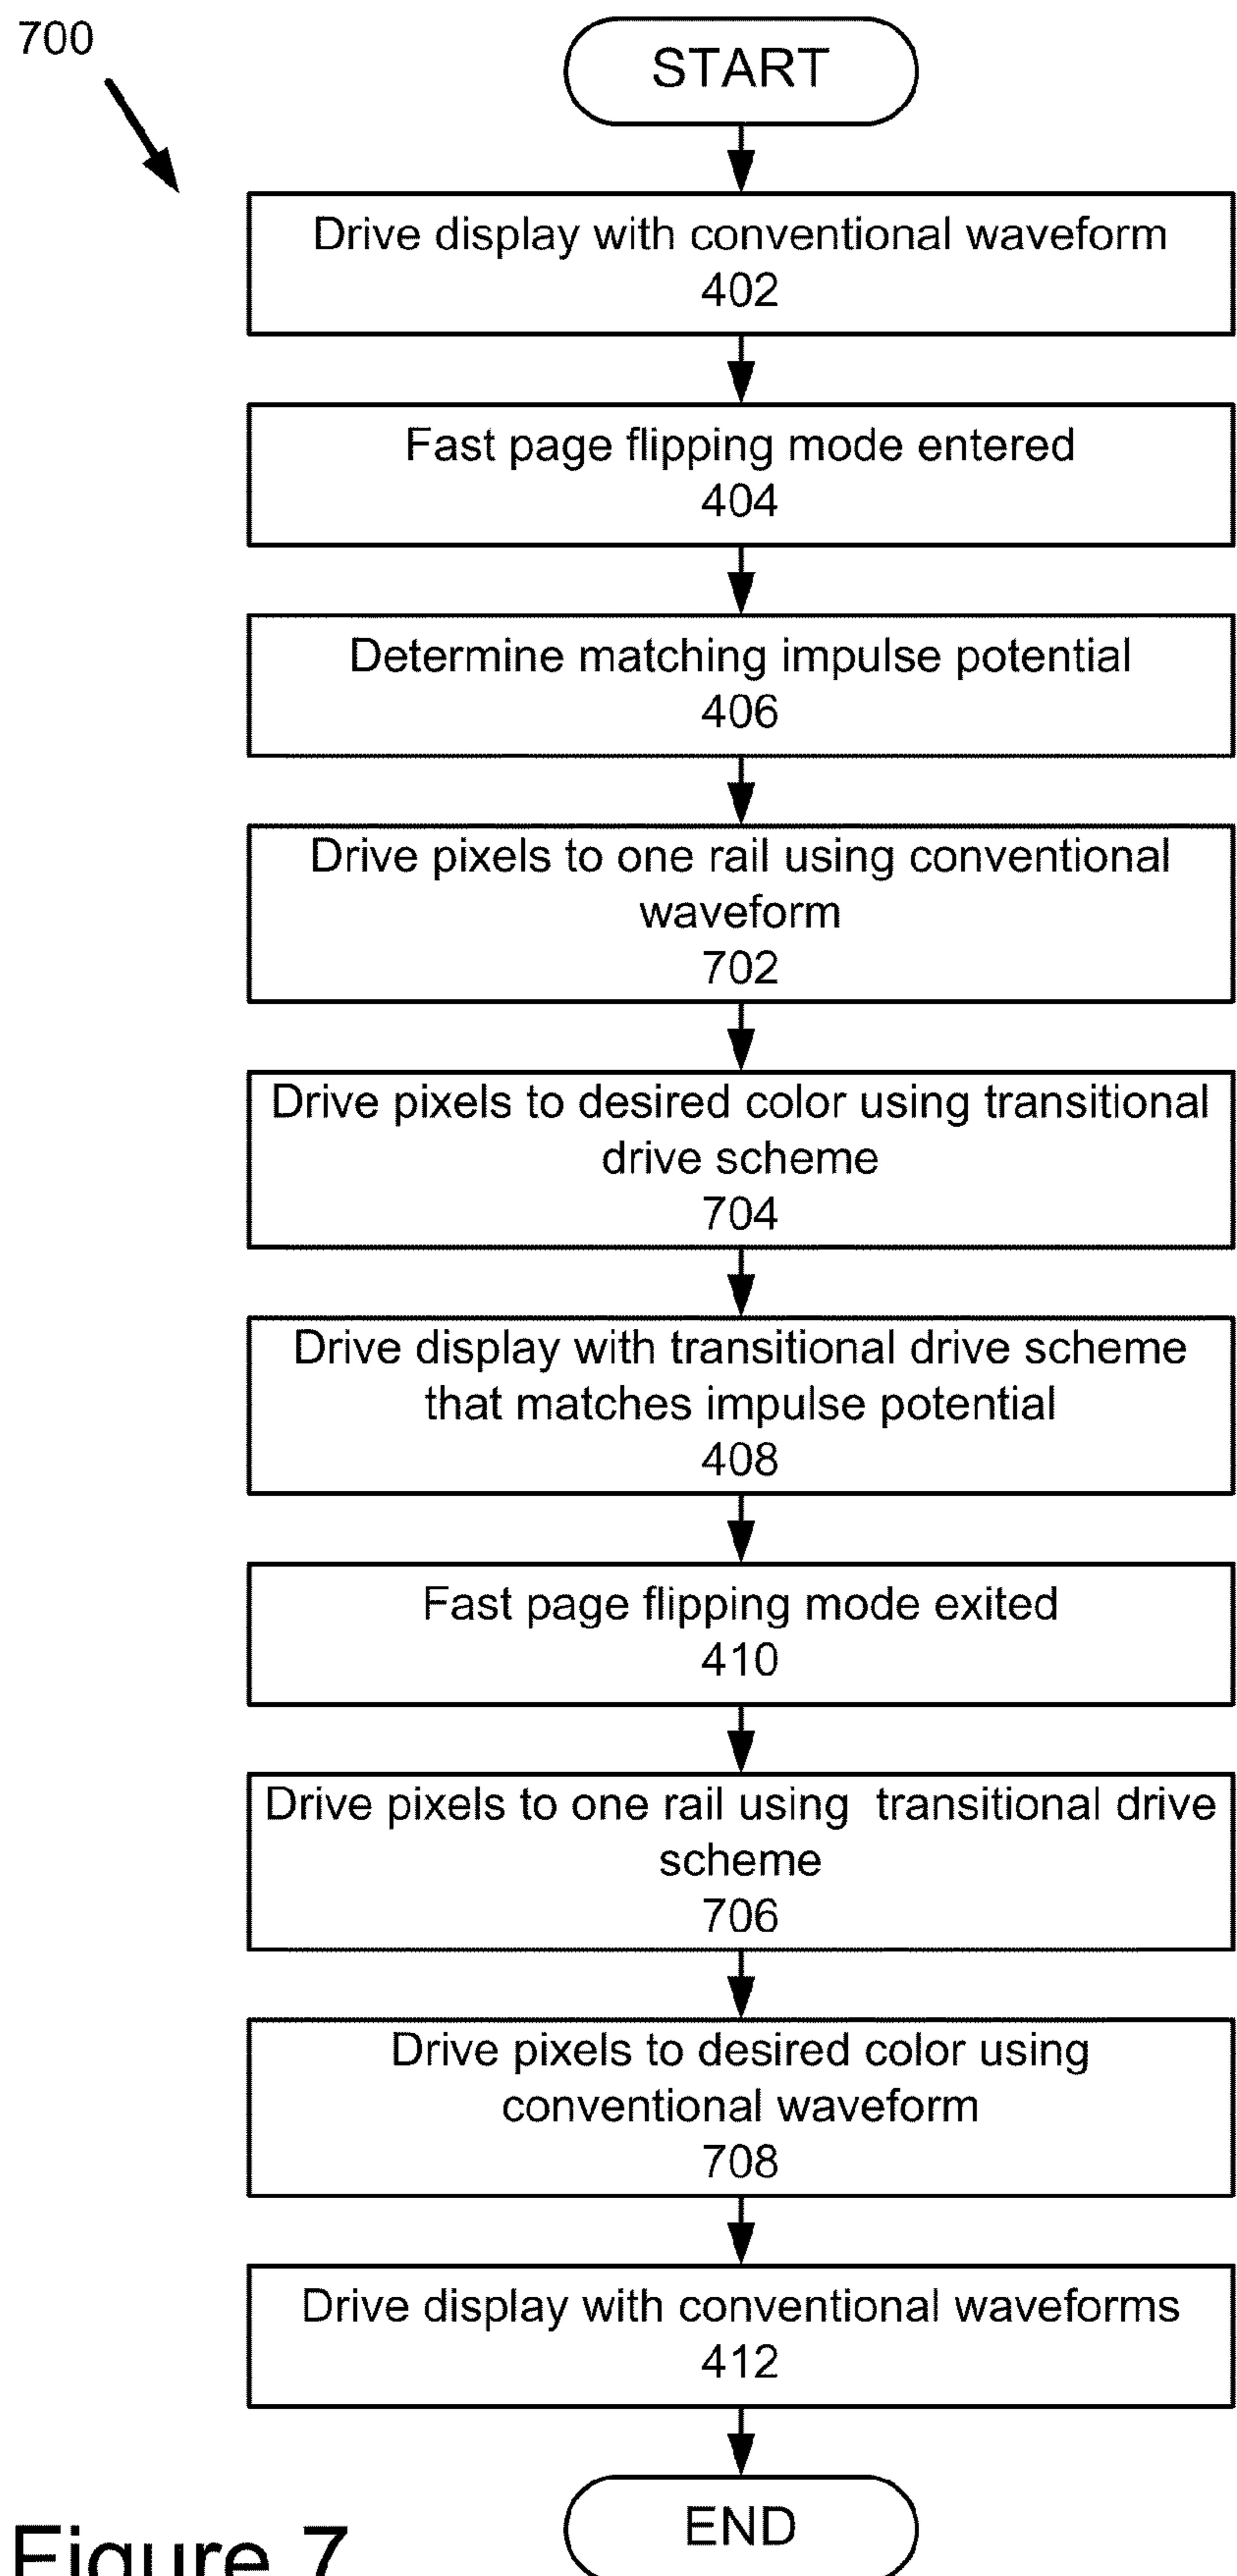 700
START
Drive display with conventional waveform
402
Fast page flipping mode entered
404
Determine matching impulse potential
406
Drive pixels to one rail using conventional
waveform
702
Drive pixels to desired color using transitional
drive scheme
704
Drive display with transitional drive scheme
that matches impulse potential
408
Fast page flipping mode exited
410
Drive pixels to one rail using transitional drive
scheme
706
Drive pixels to desired color using
conventional waveform
708
Drive display with conventional waveforms
412
END
Figure 7